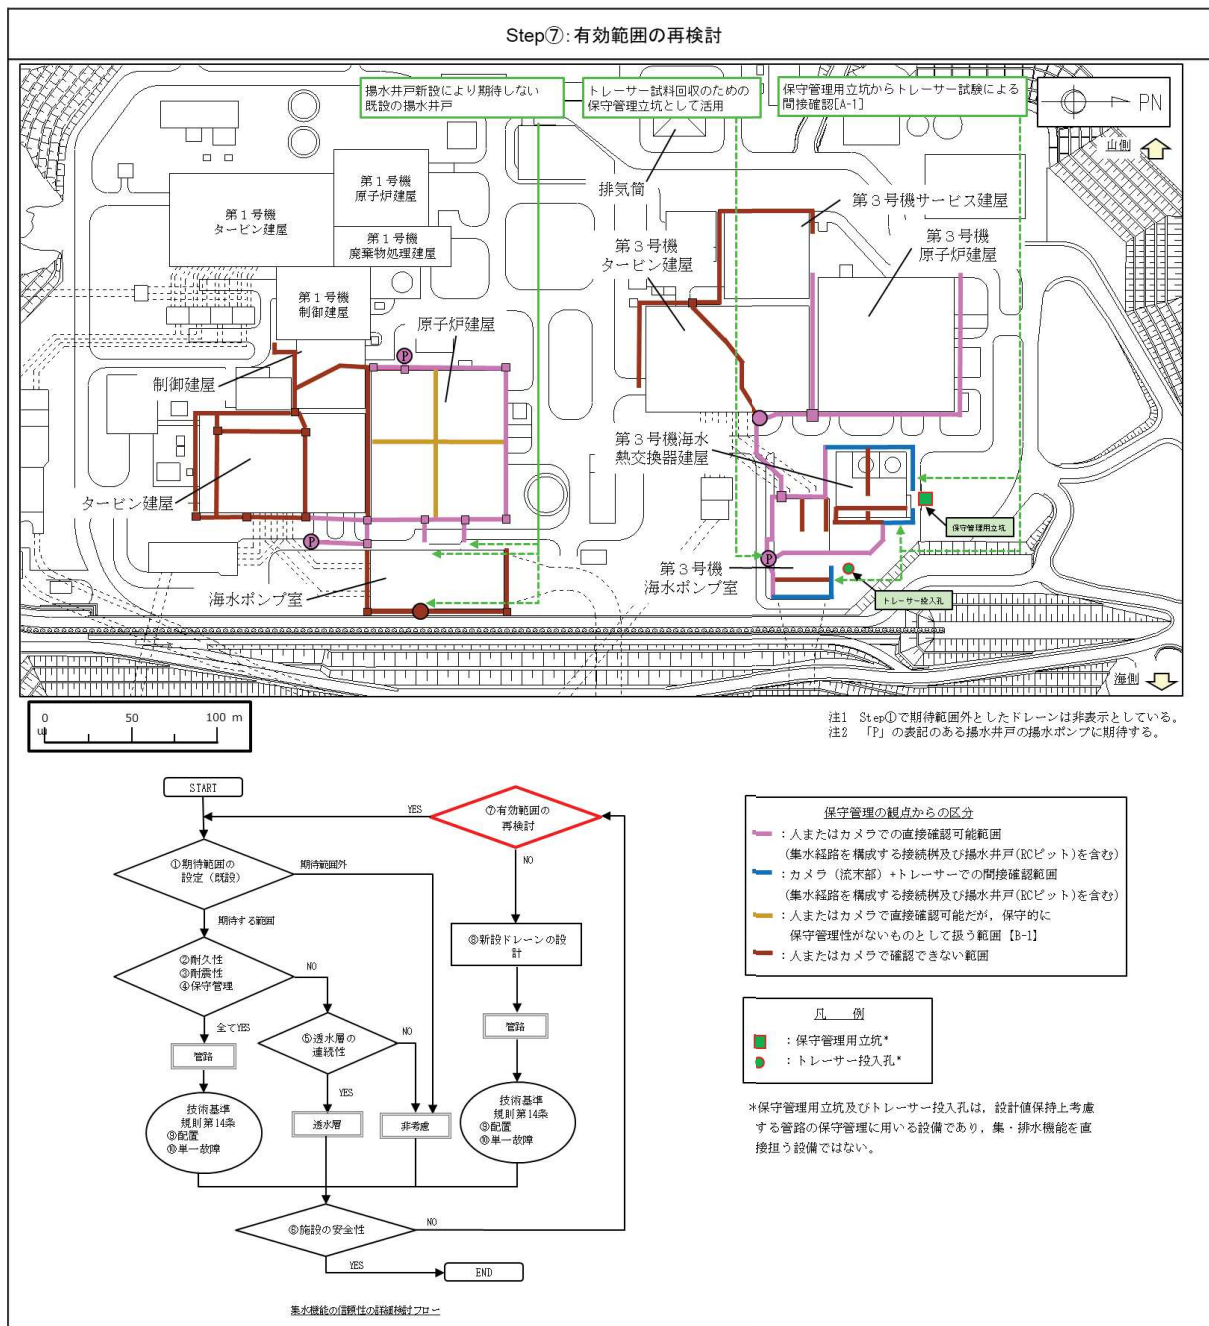 Step⑦:有効範囲の再検討
揚水井戸新設により期待しない
既設の揚水井戸
トレーサー試料回収のための
保守管理立坑として活用
保守管理用立坑からトレーサー試験による
間接確認[A-1]
PN
山側
排気筒
第3号機サービス建屋
第1号機
原子炉建屋
第1号機
タービン建屋
第1号機
廃棄物処理建屋
第3号機
タービン建屋
第3号機
原子炉建屋
第1号機
制御建屋
原子炉建屋
制御建屋
P
第3号機海水
熱交換器建屋
タービン建屋
保守管理用立坑
P
P
第3号機
海水ポンプ室
海水ポンプ室
トレーサー投入孔
海側
0 50 100 m
注1 Step①で期待範囲外としたドレーンは非表示としている。
注2 「P」の表記のある揚水井戸の揚水ポンプに期待する。
START
YES
⑦有効範囲の
再検討
①期待範囲の
設定(既設)
期待範囲外
NO
期待する範囲
⑧新設ドレーンの設
計
②耐久性
③耐震性
④保守管理
NO
全てYES
管路
⑤透水層の
連続性
NO
管路
YES
技術基準
規則第14条
⑨配置
⑩単一故障
透水層
非考慮
技術基準
規則第14条
⑨配置
⑩単一故障
⑥施設の安全性
NO
YES
END
集水機能の信頼性の詳細検討フロー
保守管理の観点からの区分
:人またはカメラでの直接確認可能範囲
(集水経路を構成する接続桝及び揚水井戸(RCピット)を含む)
:カメラ(流末部)+トレーサーでの間接確認範囲
(集水経路を構成する接続桝及び揚水井戸(RCピット)を含む)
:人またはカメラで直接確認可能だが,保守的に
保守管理性がないものとして扱う範囲【B-1】
:人またはカメラで確認できない範囲
凡 例
:保守管理用立坑*
:トレーサー投入孔*
*保守管理用立坑及びトレーサー投入孔は,設計値保持上考慮
する管路の保守管理に用いる設備であり,集・排水機能を直
接担う設備ではない。